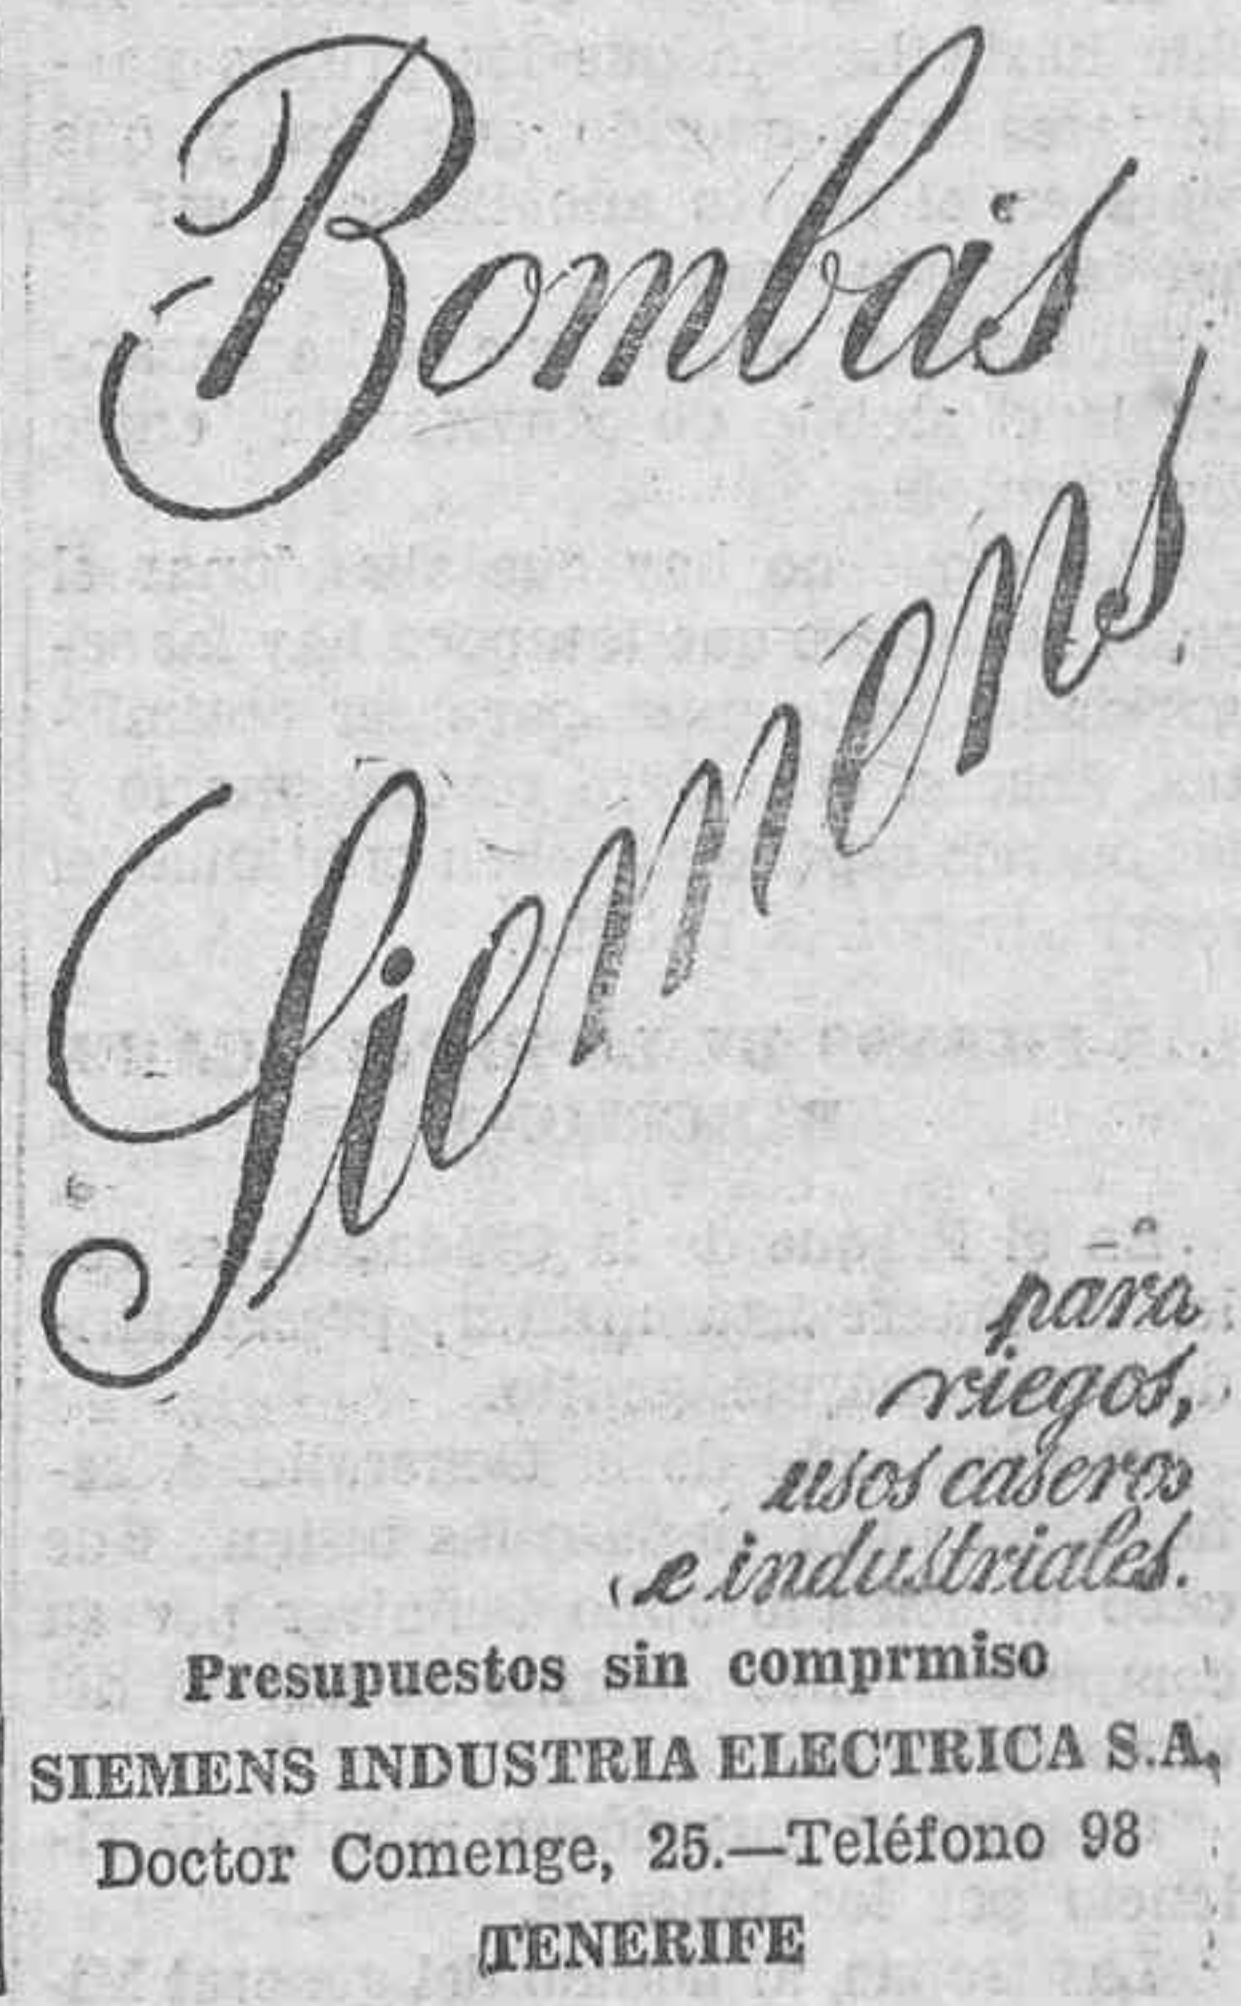 Bombas
Siemens
para
riegos,
usos caseros
e industriales.
Presupuestos sin comprmiso
SIEMENS INDUSTRIA ELECTRICA S.A.
Doctor Comenge, 25.—Teléfono 98
TENERIFE